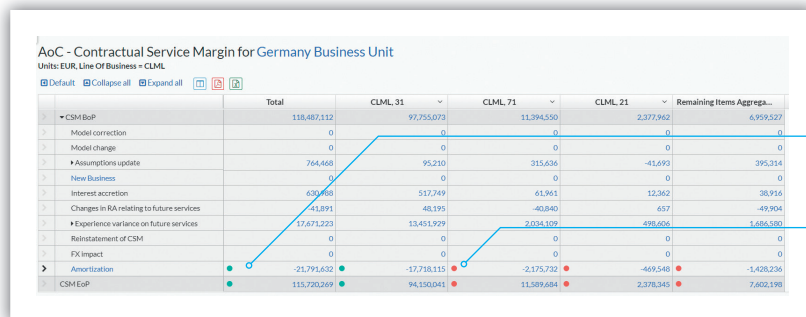 AoC - Contractual Service Margin for Germany Business Unit
Units: EUR, Line Of Business = CLML
Default Collapse all Expand all
Total CLML, 31 CLML, 71 CLML, 21 Remaining Items Aggrega...
CSM BoP 118,487,112 97,755,073 11,394,550 2,377,962 6,959,527
Model correction 0 0 0 0 0
Model change 0 0 0 0 0
Assumptions update 764,468 95,210 315,636 -41,693 395,314
New Business 0 0 0 0 0
Interest accretion 630,988 517,749 61,961 12,362 38,916
Changes in RA relating to future services -41,891 48,195 -40,840 657 -49,904
Experience variance on future services 17,671,223 13,451,929 2,034,109 498,606 1,686,580
Reinstatement of CSM 0 0 0 0 0
FX impact 0 0 0 0 0
Amortization -21,791,632 -17,718,115 -2,175,732 -469,548 -1,428,236
CSM EoP 115,720,269 94,150,041 11,589,684 2,378,345 7,602,198